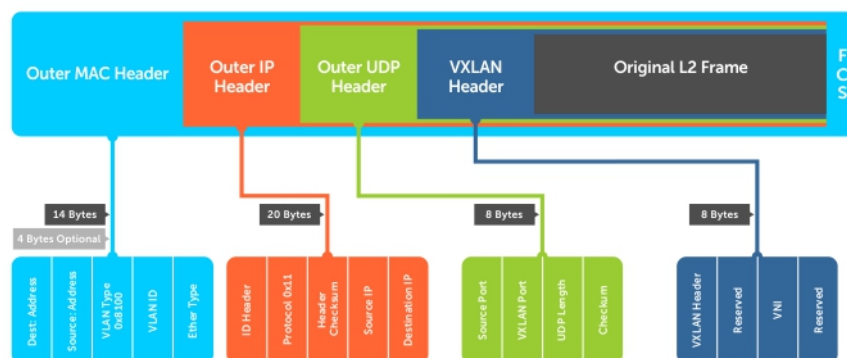 Outer MAC Header
Outer IP
Header
Outer UDP
Header
VXLAN
Header
Original L2 Frame
F
C
S
14 Bytes
4 Bytes Optional
20 Bytes
8 Bytes
8 Bytes
Dest: Address
Source: Address
VLAN Type
0x8100
VLAN ID
Ether Type
ID Header
Protocol 0x11
Header
Checksum
Source IP
Destination IP
Source Port
VXLAN Port
UDP Length
Checkum
VXLAN Header
Reserved
VNI
Reserved